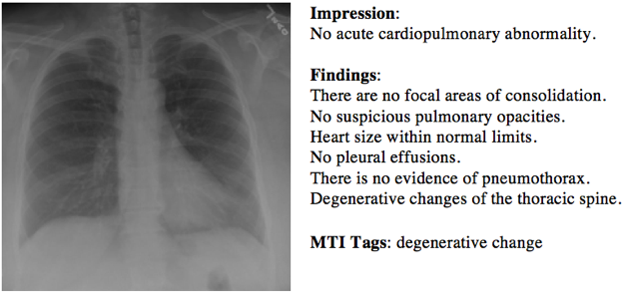 Impression:
No acute cardiopulmonary abnormality.
Findings:
There are no focal areas of consolidation.
No suspicious pulmonary opacities.
Heart size within normal limits.
No pleural effusions.
There is no evidence of pneumothorax.
Degenerative changes of the thoracic spine.
MTI Tags: degenerative change